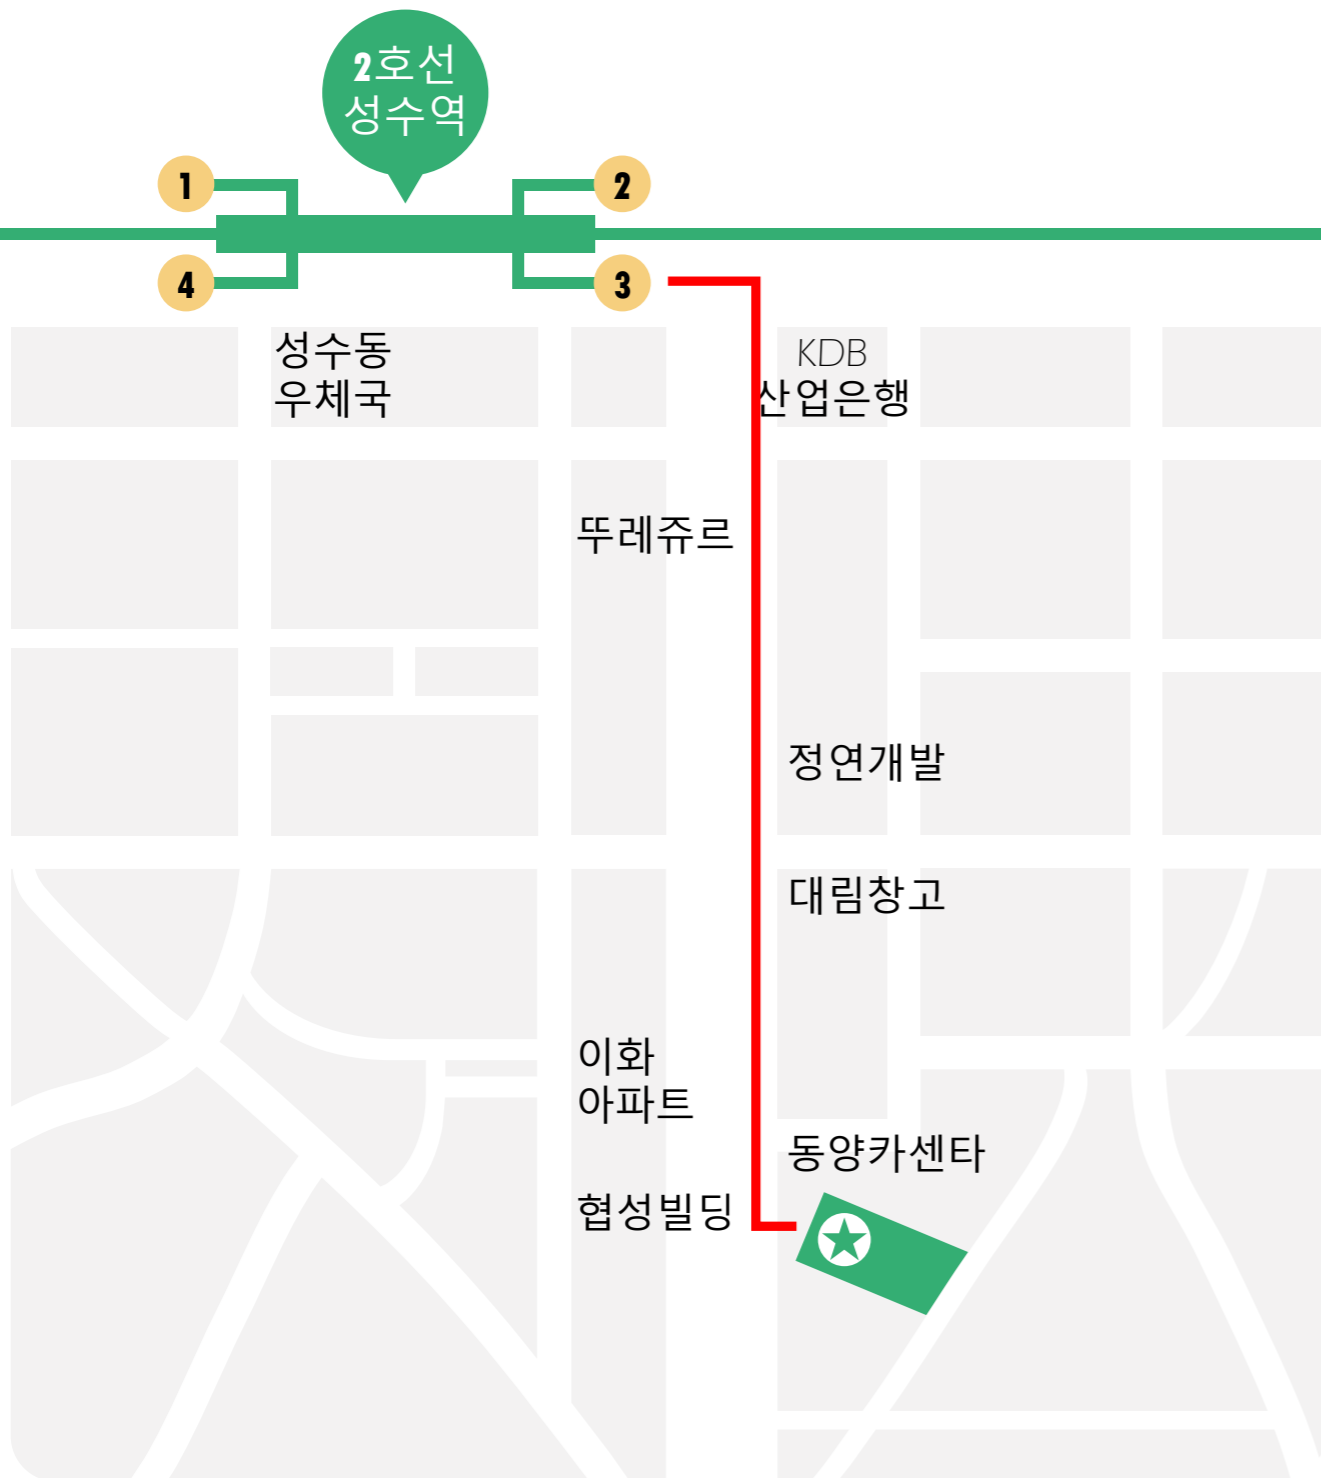 2호선
성수역
1
2
4
3
성수동
우체국
KDB
산업은행
뚜레쥬르
정연개발
대림창고
이화
아파트
동양카센타
협성빌딩